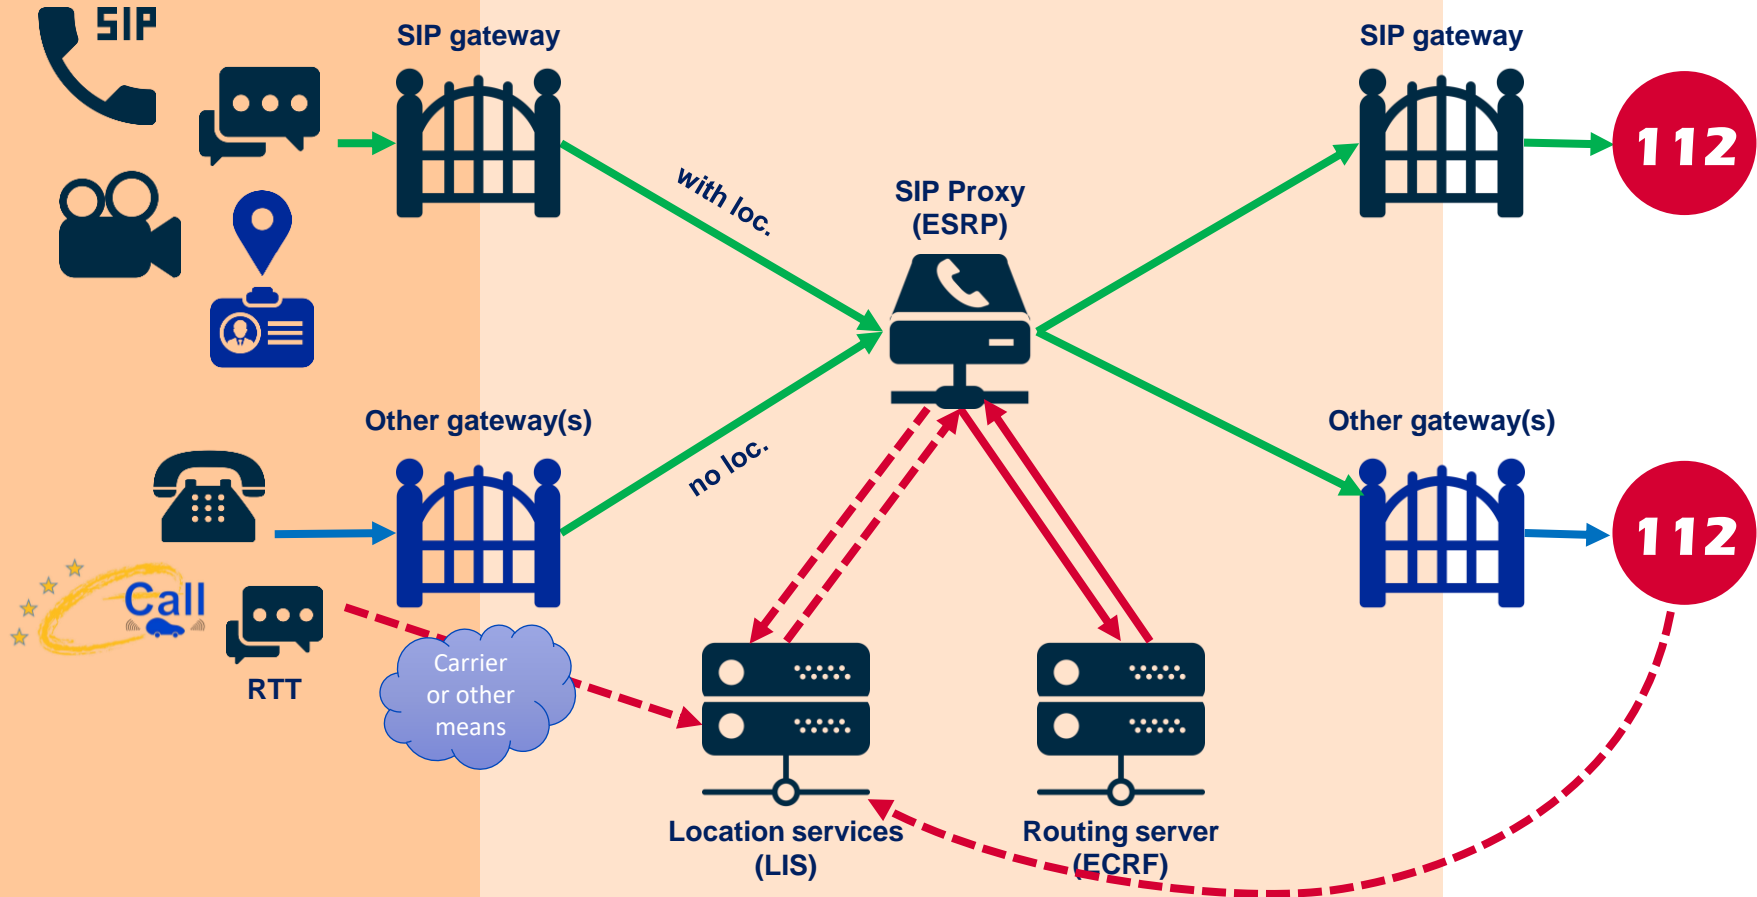 SIP
SIP gateway
SIP gateway
112
with loc.
SIP Proxy
(ESRP)
Other gateway(s)
no loc.
Other gateway(s)
112
Call
RTT
Carrier
or other
means
Location services
(LIS)
Routing server
(ECRF)